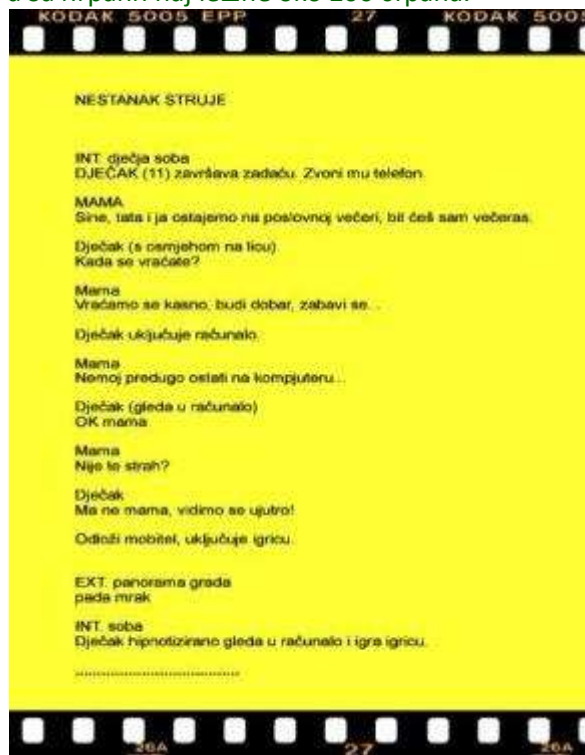 KODAK 5005 EPP 27 KODAK 5005
NESTANAK STRUJE
INT. dječja soba
DJEČAK (11) završava zadaću. Zvoni mu telefon.
MAMA
Sine, tata i ja ostajemo na poslovnoj večeri, bit ćeš sam večeras.
Dječak (s osmjehom na licu)
Kada se vraćate?
Mama
Vraćamo se kasno, budi dobar, zabavi se...
Dječak uključuje računalo.
Mama
Nemoj predugo ostati na kompjuteru...
Dječak (gleda u računalo)
OK mama
Mama
Nije te strah?
Dječak
Ma ne mama, vidimo se ujutro!
Odloži mobitel, uključuje igricu.
EXT. panorama grada
pada mrak
INT. soba
Dječak hipnotizirano gleda u računalo i igra igricu.
26A 27 26A